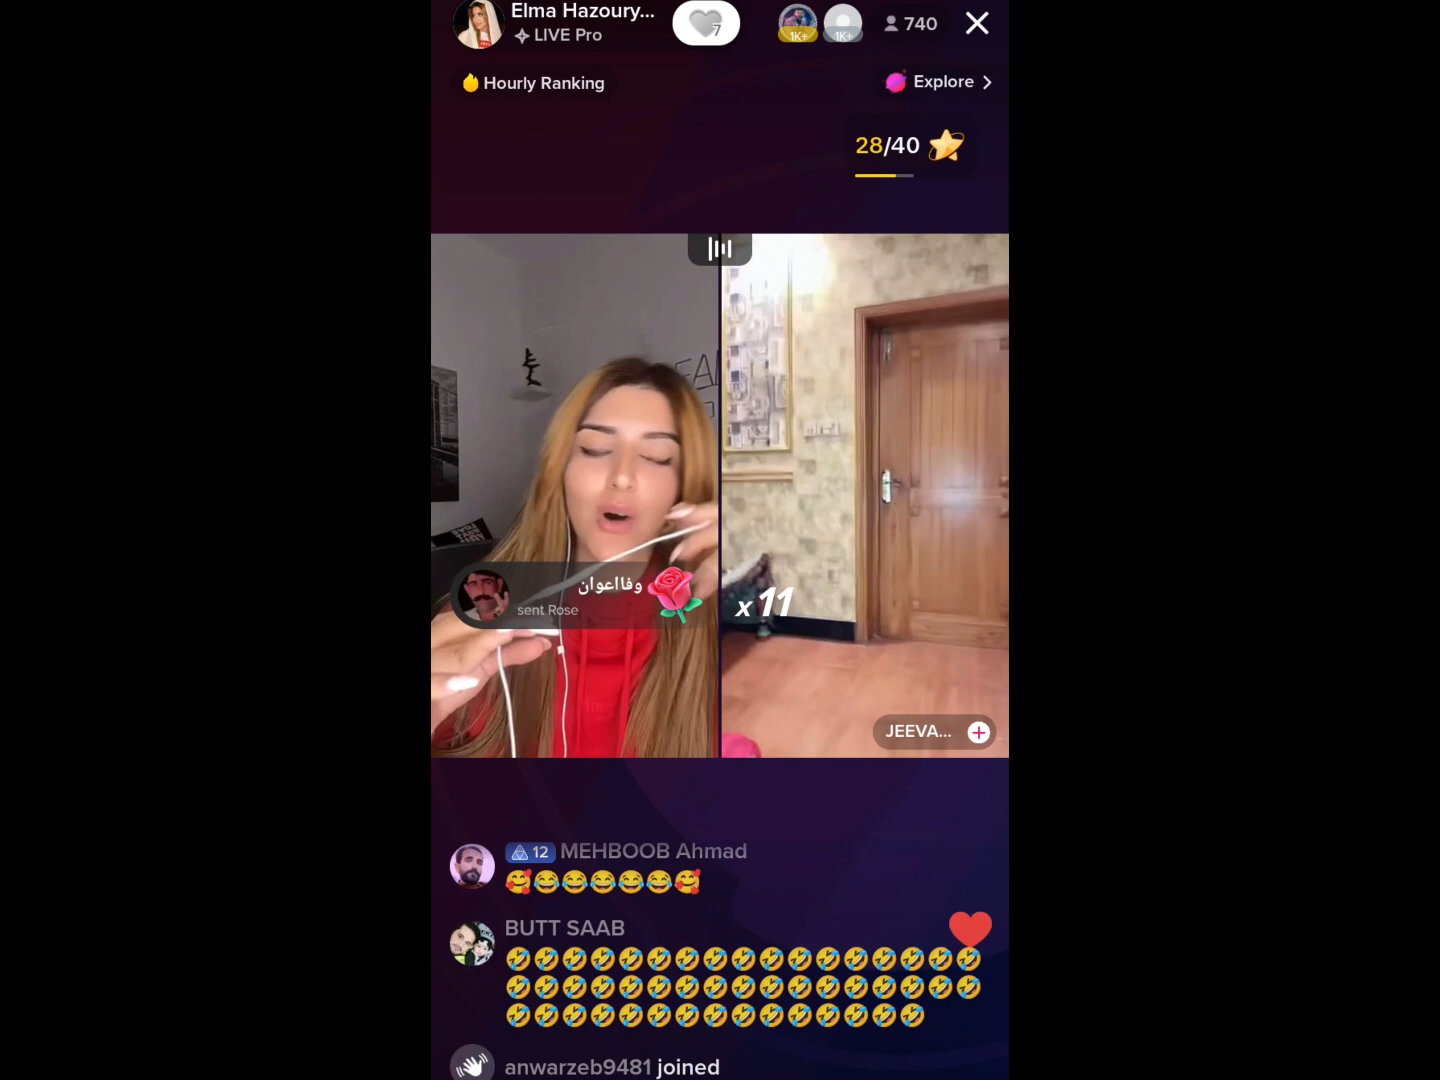 Elma Hazoury...
LIVE Pro
7
1K+
1K+
740
Hourly Ranking
Explore
28/40
وفااعوان
sent Rose
x 11
JEEVA...
12 MEHBOOB Ahmad
🥰😂😂😂😂😂🥰
BUTT SAAB
🤣🤣🤣🤣🤣🤣🤣🤣🤣🤣🤣🤣🤣🤣🤣🤣🤣
🤣🤣🤣🤣🤣🤣🤣🤣🤣🤣🤣🤣🤣🤣🤣🤣🤣
🤣🤣🤣🤣🤣🤣🤣🤣🤣🤣🤣🤣🤣🤣🤣
anwarzeb9481 joined